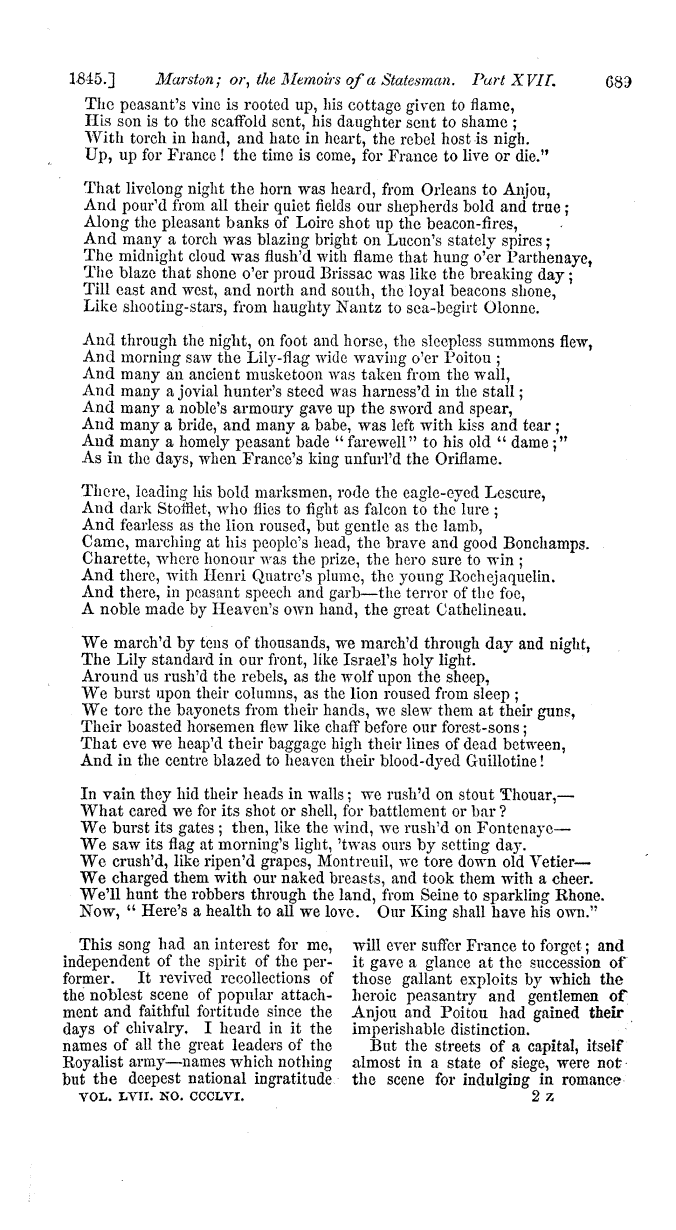 1845.] Marston; or, the Memoirs of a Statesman. Part XVII. 689
The peasant's vine is rooted up, his cottage given to flame,
His son is to the scaffold sent, his daughter sent to shame;
With torch in hand, and hate in heart, the rebel host is nigh.
Up, up for France! the time is come, for France to live or die."
That livelong night the horn was heard, from Orleans to Anjou,
And pour'd from all their quiet fields our shepherds bold and true;
Along the pleasant banks of Loire shot up the beacon-fires,
And many a torch was blazing bright on Lucon's stately spires;
The midnight cloud was flush'd with flame that hung o'er Parthenaye,
The blaze that shone o'er proud Brissac was like the breaking day;
Till east and west, and north and south, the loyal beacons shone,
Like shooting-stars, from haughty Nantz to sea-begirt Olonne.
And through the night, on foot and horse, the sleepless summons flew,
And morning saw the Lily-flag wide waving o'er Poitou;
And many an ancient musketoon was taken from the wall,
And many a jovial hunter's steed was harness'd in the stall;
And many a noble's armoury gave up the sword and spear,
And many a bride, and many a babe, was left with kiss and tear;
And many a homely peasant bade "farewell" to his old "dame;"
As in the days, when France's king unfurl'd the Oriflame.
There, leading his bold marksmen, rode the eagle-eyed Lescure,
And dark Stofflet, who flies to fight as falcon to the lure;
And fearless as the lion roused, but gentle as the lamb,
Came, marching at his people's head, the brave and good Bonchamps.
Charette, where honour was the prize, the hero sure to win;
And there, with Henri Quatre's plume, the young Rochejaquelin.
And there, in peasant speech and garb—the terror of the foe,
A noble made by Heaven's own hand, the great Cathelineau.
We march'd by tens of thousands, we march'd through day and night,
The Lily standard in our front, like Israel's holy light.
Around us rush'd the rebels, as the wolf upon the sheep,
We burst upon their columns, as the lion roused from sleep;
We tore the bayonets from their hands, we slew them at their guns,
Their boasted horsemen flew like chaff before our forest-sons;
That eve we heap'd their baggage high their lines of dead between,
And in the centre blazed to heaven their blood-dyed Guillotine!
In vain they hid their heads in walls; we rush'd on stout Thouar,—
What cared we for its shot or shell, for battlement or bar?
We burst its gates; then, like the wind, we rush'd on Fontenaye—
We saw its flag at morning's light, 'twas ours by setting day.
We crush'd, like ripen'd grapes, Montreuil, we tore down old Vetier—
We charged them with our naked breasts, and took them with a cheer.
We'll hunt the robbers through the land, from Seine to sparkling Rhone.
Now, "Here's a health to all we love. Our King shall have his own."
This song had an interest for me,
independent of the spirit of the per-
former. It revived recollections of
the noblest scene of popular attach-
ment and faithful fortitude since the
days of chivalry. I heard in it the
names of all the great leaders of the
Royalist army—names which nothing
but the deepest national ingratitude
will ever suffer France to forget; and
it gave a glance at the succession of
those gallant exploits by which the
heroic peasantry and gentlemen of
Anjou and Poitou had gained their
imperishable distinction.
But the streets of a capital, itself
almost in a state of siege, were not
the scene for indulging in romance
VOL. LVII. NO. CCCLVI. 2 Z